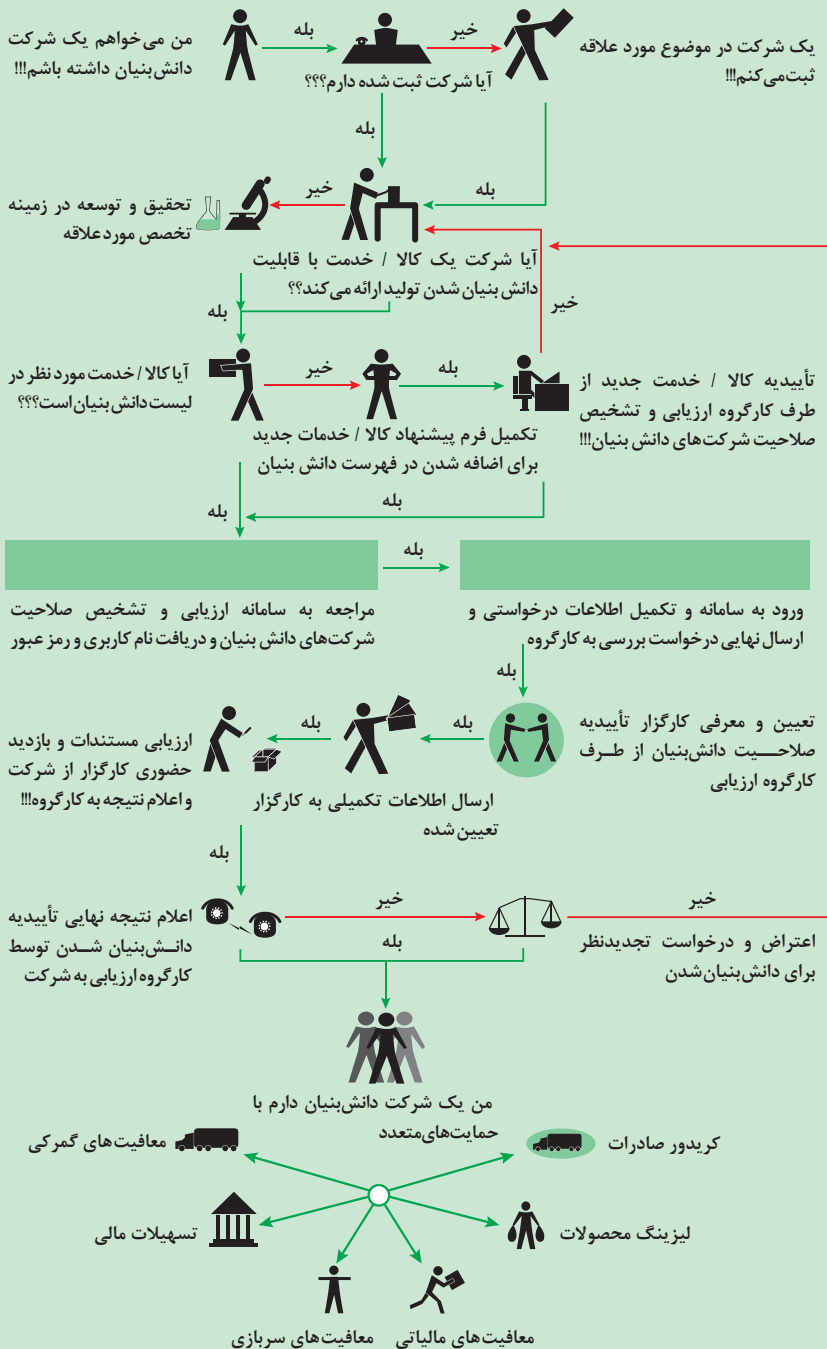 من می‌خواهم یک شرکت
دانش‌بنیان داشته باشم!!!
بله
آیا شرکت ثبت شده دارم؟؟؟
خیر
یک شرکت در موضوع مورد علاقه
ثبت‌می‌کنم!!!
بله
بله
خیر
تحقیق و توسعه در زمینه
تخصص موردعلاقه
آیا شرکت یک کالا / خدمت با قابلیت
دانش بنیان شدن تولید ارائه می‌کند؟؟
خیر
بله
آیا کالا / خدمت مورد نظر در
لیست دانش بنیان است؟؟؟
خیر
تکمیل فرم پیشنهاد کالا / خدمات جدید
برای اضافه شدن در فهرست دانش بنیان
بله
تأییدیه کالا / خدمت جدید از
طرف کارگروه ارزیابی و تشخیص
صلاحیت شرکت‌های دانش بنیان!!!
بله
بله
بله
مراجعه به سامانه ارزیابی و تشخیص صلاحیت
شرکت‌های دانش بنیان و دریافت نام کاربری و رمز عبور
ورود به سامانه و تکمیل اطلاعات درخواستی و
ارسال نهایی درخواست بررسی به کارگروه
بله
تعیین و معرفی کارگزار تأییدیه
صلاحـــیت دانش‌بنیان از طــرف
کارگروه ارزیابی
بله
ارسال اطلاعات تکمیلی به کارگزار
تعیین‌شده
بله
ارزیابی مستندات و بازدید
حضوری کارگزار از شرکت
و اعلام نتیجه به کارگروه!!!
بله
اعلام نتیجه نهایی تأییدیه
دانــش‌بنیان شــدن توسط
کارگروه ارزیابی به شرکت
خیر
بله
اعتراض و درخواست تجدیدنظر
برای دانش‌بنیان‌شدن
خیر
من یک شرکت دانش‌بنیان دارم با
حمایت‌های‌متعدد
کریدور صادرات
معافیت‌های گمرکی
لیزینگ محصولات
تسهیلات مالی
معافیت‌های مالیاتی
معافیت‌های سربازی